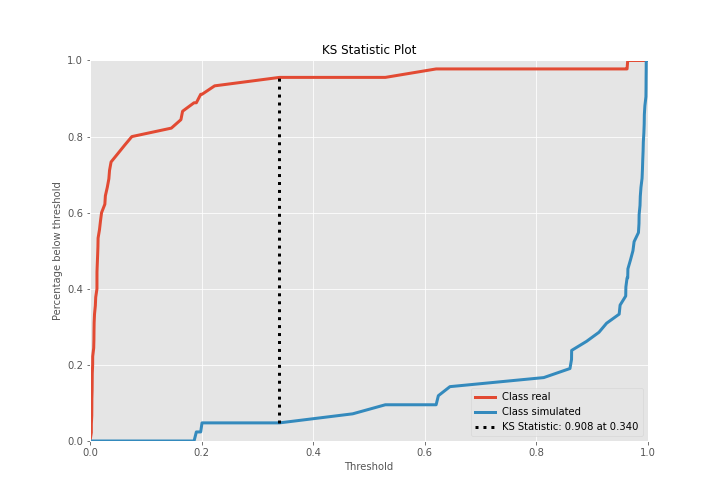 KS Statistic Plot
1.0
0.8
0.6
0.4
0.2
0.0
Percentage below threshold
0.0 0.2 0.4 0.6 0.8 1.0
Threshold
Class real
Class simulated
KS Statistic: 0.908 at 0.340